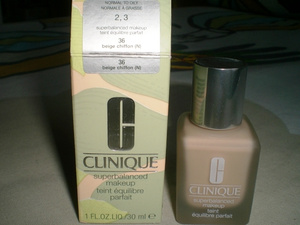 NORMAL TO OILY
NORMALE À GRASSE
2, 3
superbalanced makeup
teint équilibre parfait
36
beige chiffon (N)
36
beige chiffon (N)
CLINIQUE
superbalanced
makeup
teint équilibre
parfait
1 FL.OZ.LIQ./30 ml e
CLINIQUE
superbalanced
makeup
teint
équilibre parfait